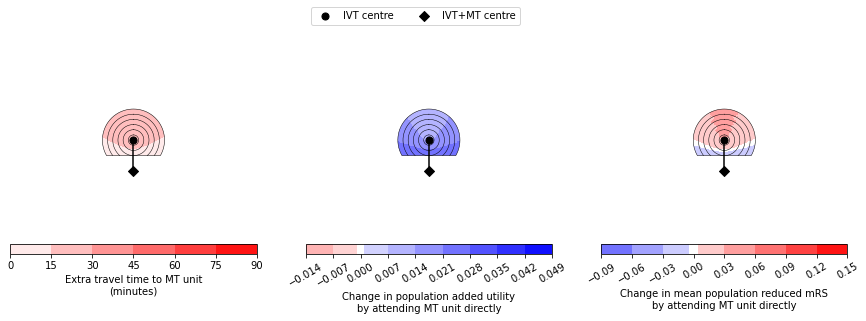 IVT centre IVT+MT centre
0 15 30 45 60 75 90
Extra travel time to MT unit
(minutes)
−0.014 −0.007 0.000 0.007 0.014 0.021 0.028 0.035 0.042 0.049
Change in population added utility
by attending MT unit directly
−0.09 −0.06 −0.03 0.00 0.03 0.06 0.09 0.12 0.15
Change in mean population reduced mRS
by attending MT unit directly